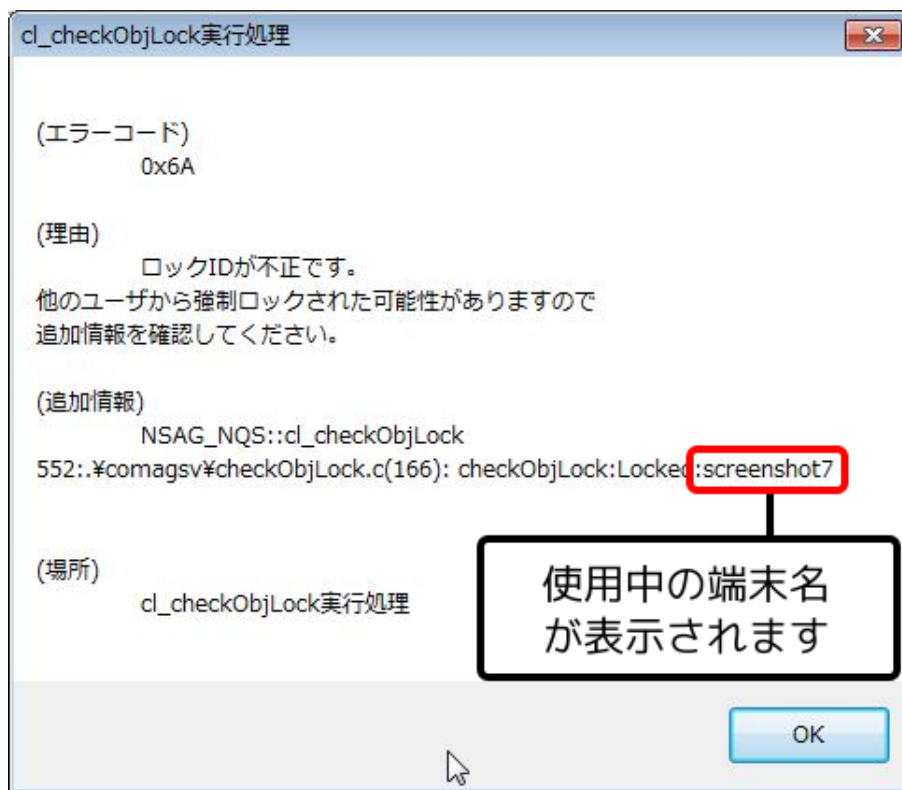 cl_checkObjLock実行処理
(エラーコード)
0x6A
(理由)
ロックIDが不正です。
他のユーザから強制ロックされた可能性がありますので
追加情報を確認してください。
(追加情報)
NSAG_NQS::cl_checkObjLock
552:.¥comagsv¥checkObjLock.c(166): checkObjLock:Locked:screenshot7
(場所)
cl_checkObjLock実行処理
使用中の端末名
が表示されます
OK